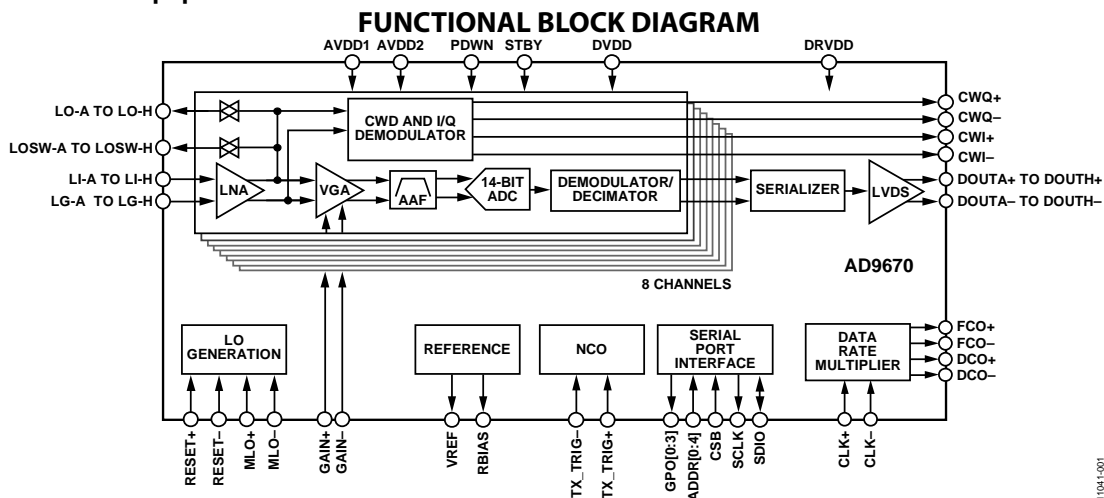 FUNCTIONAL BLOCK DIAGRAM
AVDD1 AVDD2 PDWN STBY DVDD DRVDD
LO-A TO LO-H
LOSW-A TO LOSW-H
LI-A TO LI-H
LG-A TO LG-H
LNA
CWD AND I/Q
DEMODULATOR
VGA
AAF
14-BIT
ADC
DEMODULATOR/
DECIMATOR
SERIALIZER
LVDS
CWQ+
CWQ–
CWI+
CWI–
DOUTA+ TO DOUTH+
DOUTA– TO DOUTH–
8 CHANNELS
AD9670
LO
GENERATION
REFERENCE
NCO
SERIAL
PORT
INTERFACE
DATA
RATE
MULTIPLIER
FCO+
FCO–
DCO+
DCO–
RESET+
RESET–
MLO+
MLO–
GAIN+
GAIN–
VREF
RBIAS
TX_TRIG–
TX_TRIG+
GPO[0:3]
ADDR[0:4]
CSB
SCLK
SDIO
CLK+
CLK–